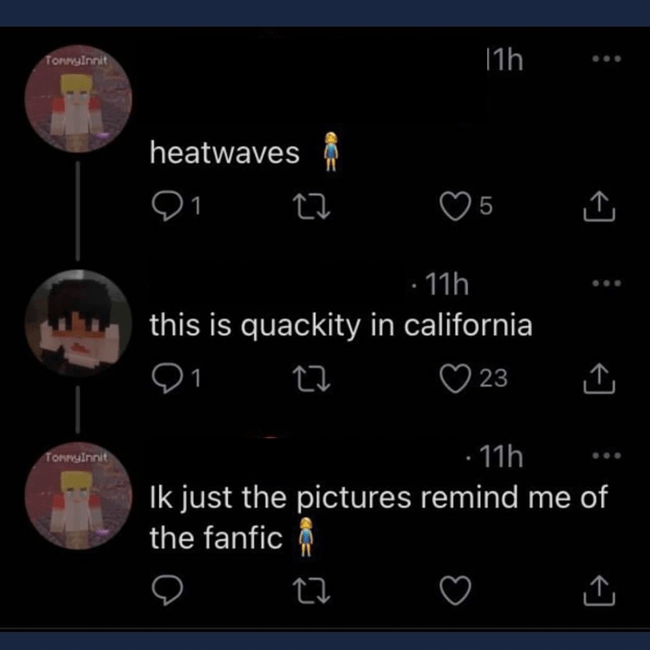 TommyInnit
11h
heatwaves 🧍
1 5
· 11h
this is quackity in california
1 23
TommyInnit
· 11h
Ik just the pictures remind me of
the fanfic 🧍